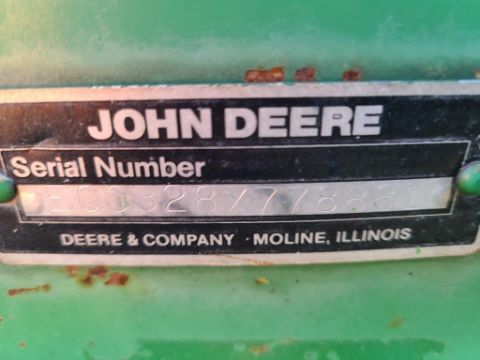 JOHN DEERE
Serial Number
DEERE & COMPANY · MOLINE, ILLINOIS